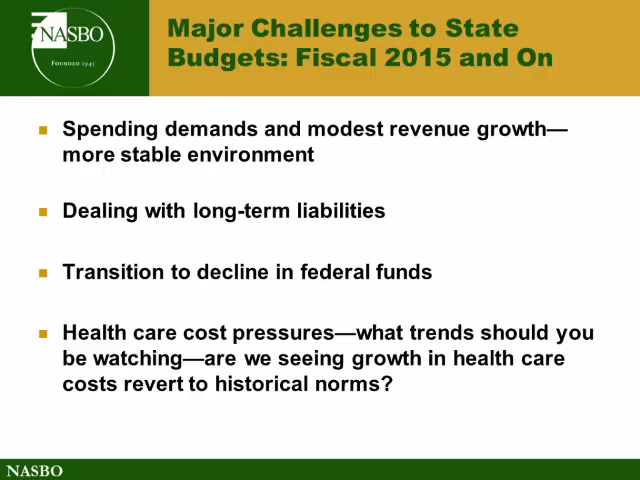 NASBO
FOUNDED 1945
Major Challenges to State
Budgets: Fiscal 2015 and On
Spending demands and modest revenue growth—
more stable environment
Dealing with long-term liabilities
Transition to decline in federal funds
Health care cost pressures—what trends should you
be watching—are we seeing growth in health care
costs revert to historical norms?
NASBO